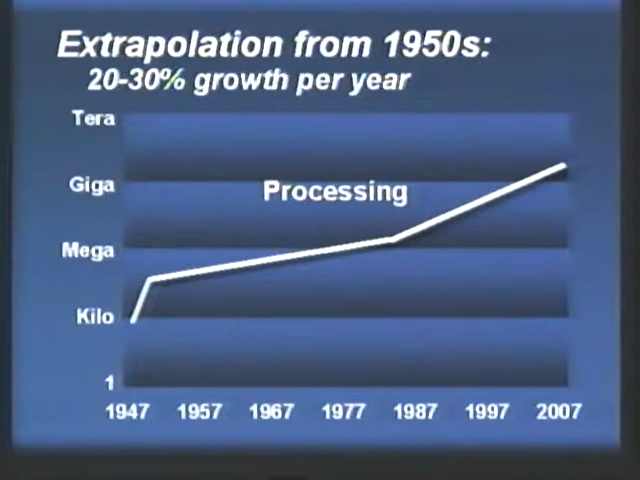 Extrapolation from 1950s:
20-30% growth per year
Tera
Giga
Processing
Mega
Kilo
1
1947 1957 1967 1977 1987 1997 2007